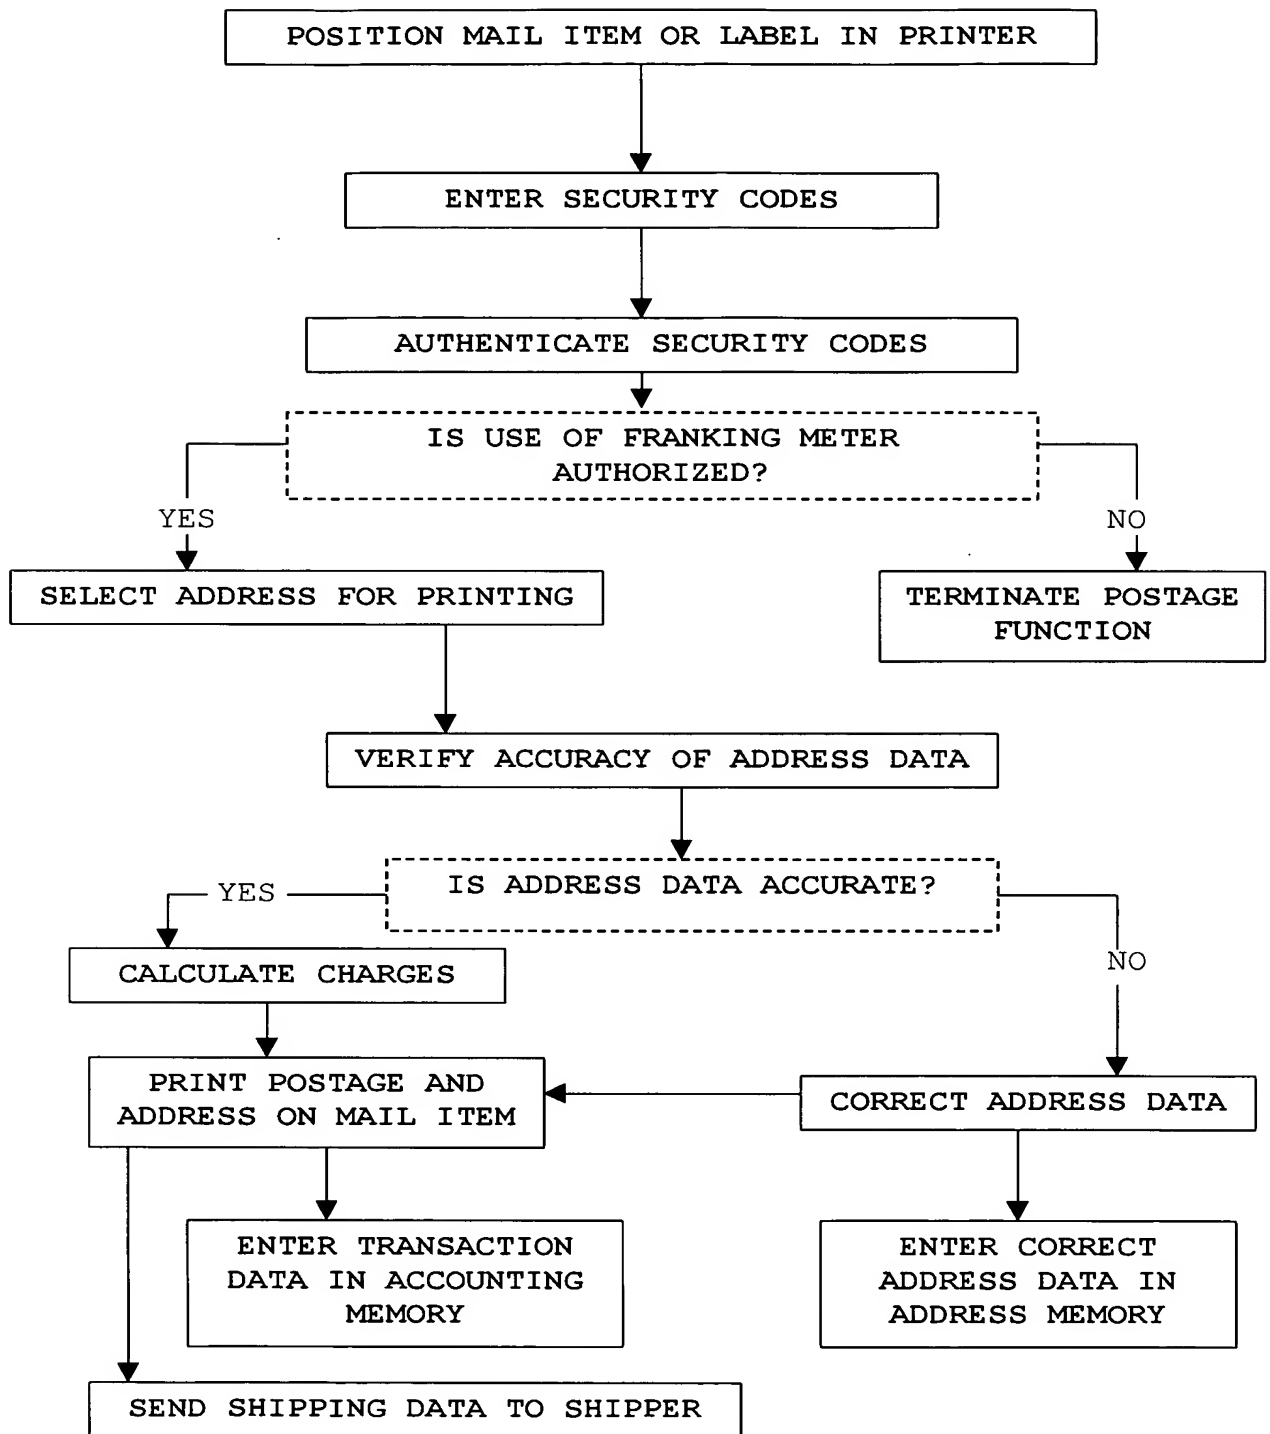 POSITION MAIL ITEM OR LABEL IN PRINTER
ENTER SECURITY CODES
AUTHENTICATE SECURITY CODES
IS USE OF FRANKING METER
AUTHORIZED?
YES
NO
SELECT ADDRESS FOR PRINTING
TERMINATE POSTAGE
FUNCTION
VERIFY ACCURACY OF ADDRESS DATA
IS ADDRESS DATA ACCURATE?
YES
NO
CALCULATE CHARGES
PRINT POSTAGE AND
ADDRESS ON MAIL ITEM
CORRECT ADDRESS DATA
ENTER TRANSACTION
DATA IN ACCOUNTING
MEMORY
ENTER CORRECT
ADDRESS DATA IN
ADDRESS MEMORY
SEND SHIPPING DATA TO SHIPPER